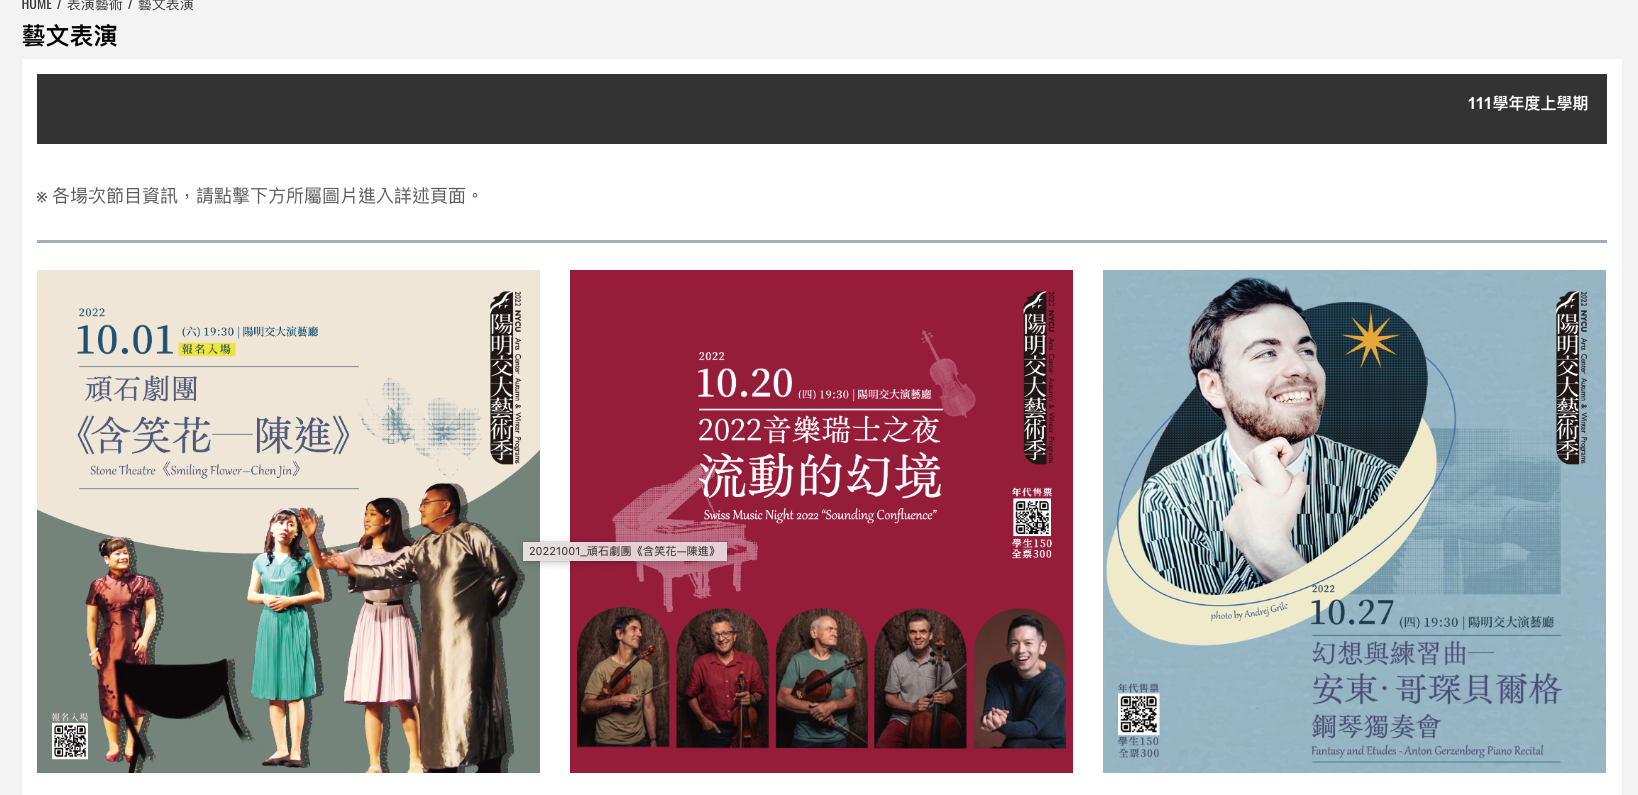 HOME / 表演藝術 / 藝文表演
藝文表演
111學年度上學期
※ 各場次節目資訊，請點擊下方所屬圖片進入詳述頁面。
2022
10.01 (六) 19:30 | 陽明交大演藝廳
報名入場
頑石劇團
《含笑花—陳進》
Stone Theatre 《Smiling Flower–Chen Jin》
2022 NYCU Arts Center Autumn & Winter Programs
陽明交大藝術季
報名入場
20221001_頑石劇團《含笑花—陳進》
2022
10.20 (四) 19:30 | 陽明交大演藝廳
2022音樂瑞士之夜
流動的幻境
Swiss Music Night 2022 “Sounding Confluence”
2022 NYCU Arts Center Autumn & Winter Programs
陽明交大藝術季
年代售票
學生150
全票300
2022 NYCU Arts Center Autumn & Winter Programs
陽明交大藝術季
photo by Andrej Grilc
2022
10.27 (四) 19:30 | 陽明交大演藝廳
幻想與練習曲—
安東·哥琛貝爾格
鋼琴獨奏會
Fantasy and Etudes - Anton Gerzenberg Piano Recital
年代售票
學生150
全票300